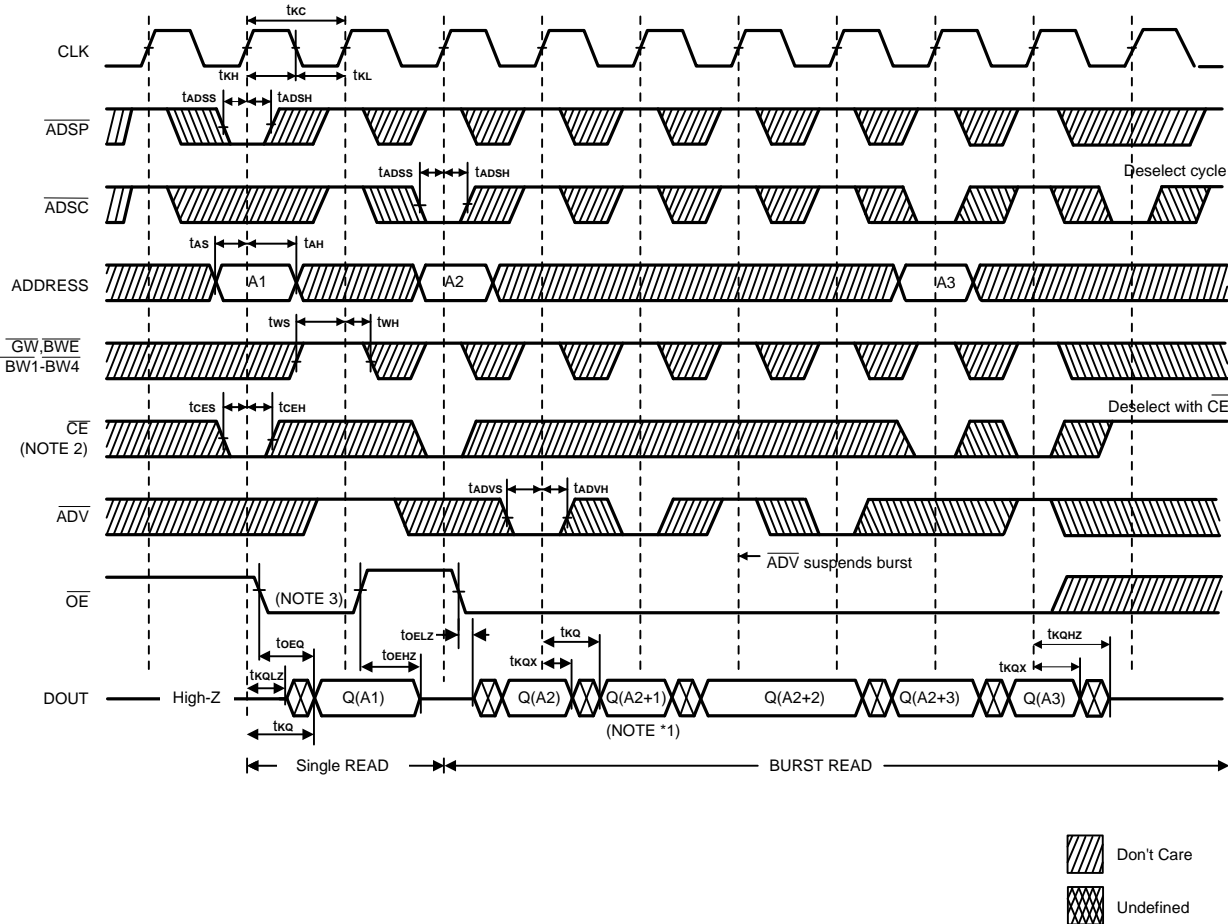 tKC
CLK
tKH
tKL
tADSS
tADSH
ADSP
tADSS
tADSH
Deselect cycle
ADSC
tAS
tAH
ADDRESS
A1
A2
A3
tWS
tWH
GW,BWE
BW1-BW4
tCES
tCEH
Deselect with CE
CE
(NOTE 2)
tADVS
tADVH
ADV
ADV suspends burst
OE
(NOTE 3)
tOEQ
tOEHZ
tOELZ
tKQ
tKQX
tKQHZ
tKQX
tKQLZ
DOUT
High-Z
Q(A1)
Q(A2)
Q(A2+1)
Q(A2+2)
Q(A2+3)
Q(A3)
tKQ
(NOTE *1)
Single READ
BURST READ
Don't Care
Undefined